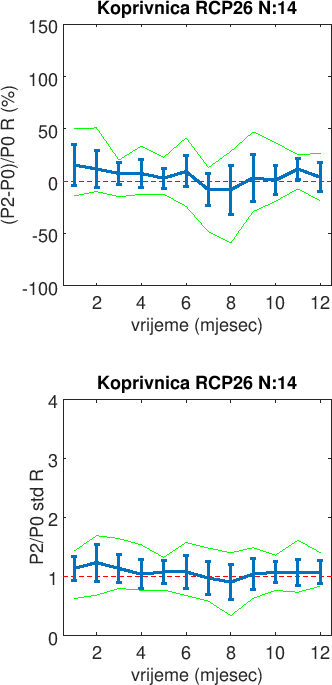 Koprivnica RCP26 N:14
(P2-P0)/P0 R (%)
150
100
50
0
-50
-100
2 4 6 8 10 12
vrijeme (mjesec)
Koprivnica RCP26 N:14
P2/P0 std R
4
3
2
1
0
2 4 6 8 10 12
vrijeme (mjesec)